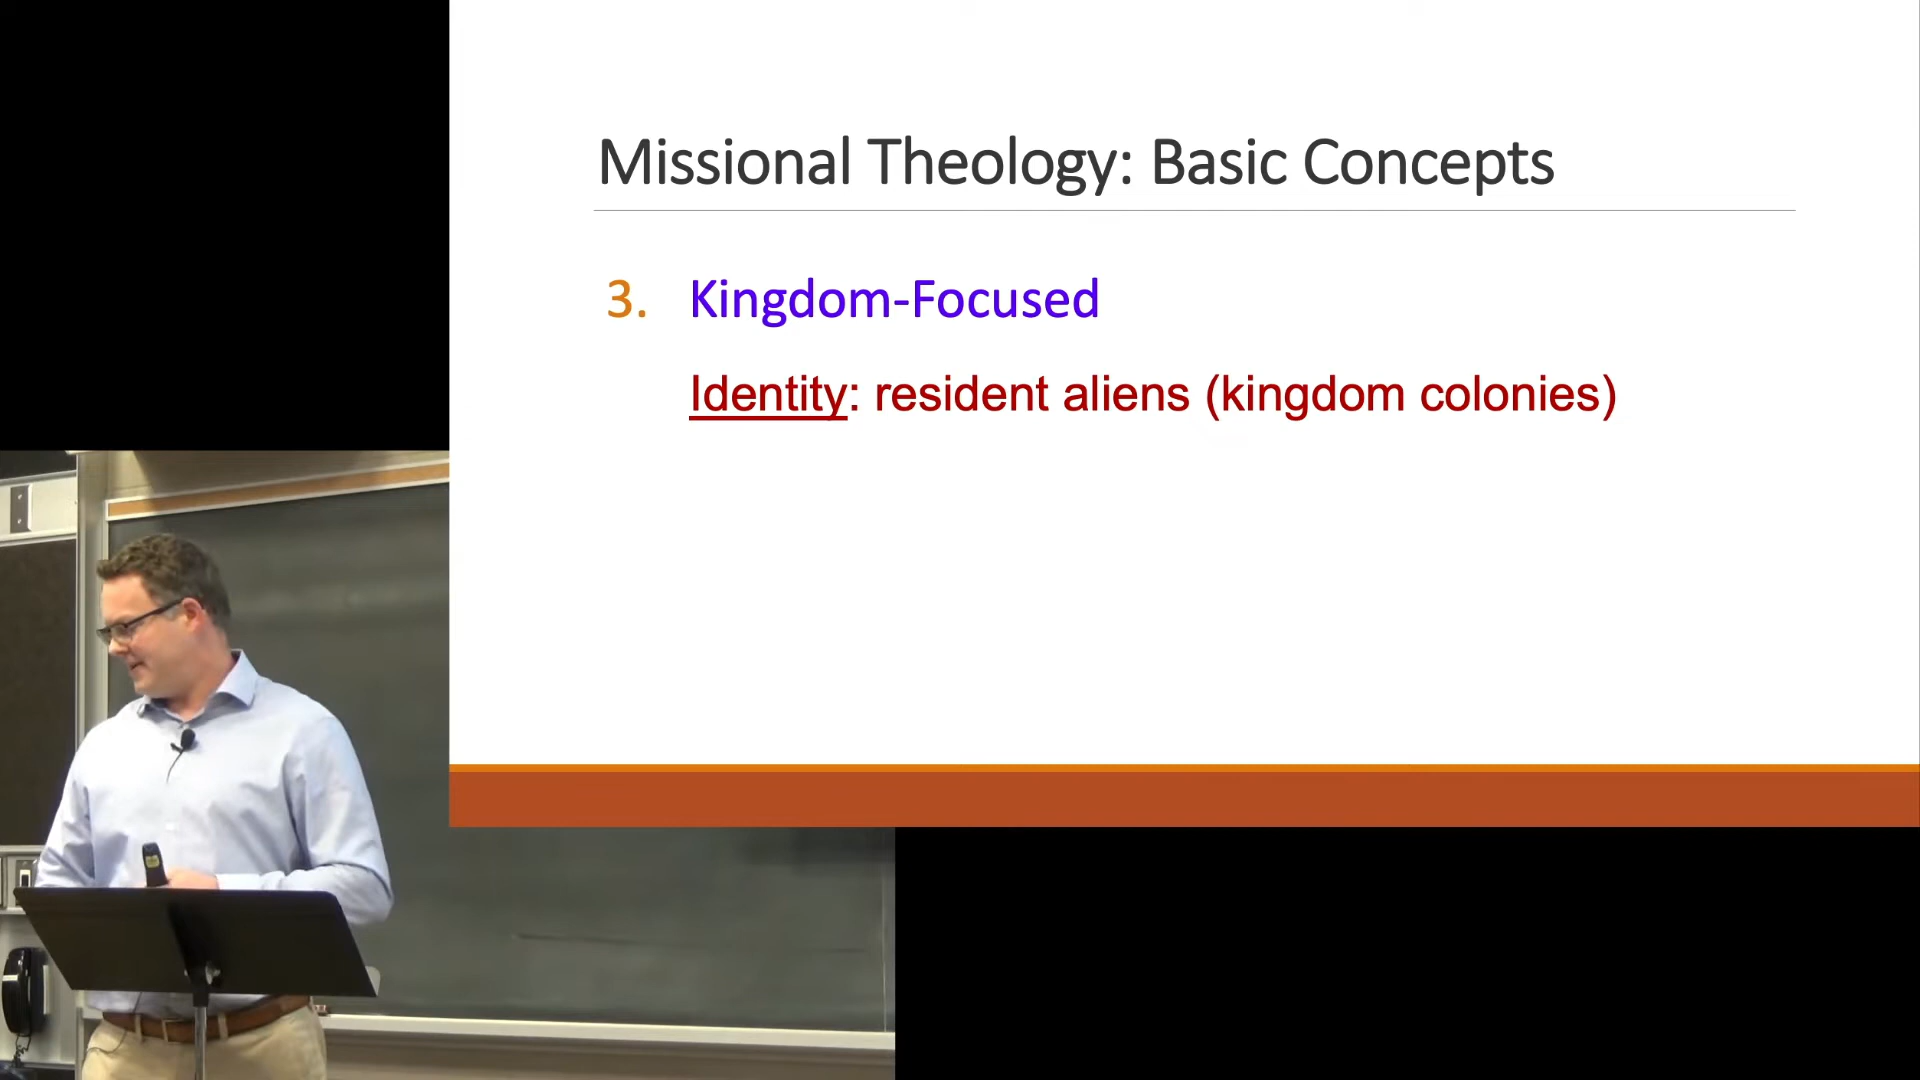 Missional Theology: Basic Concepts
3. Kingdom-Focused
Identity: resident aliens (kingdom colonies)